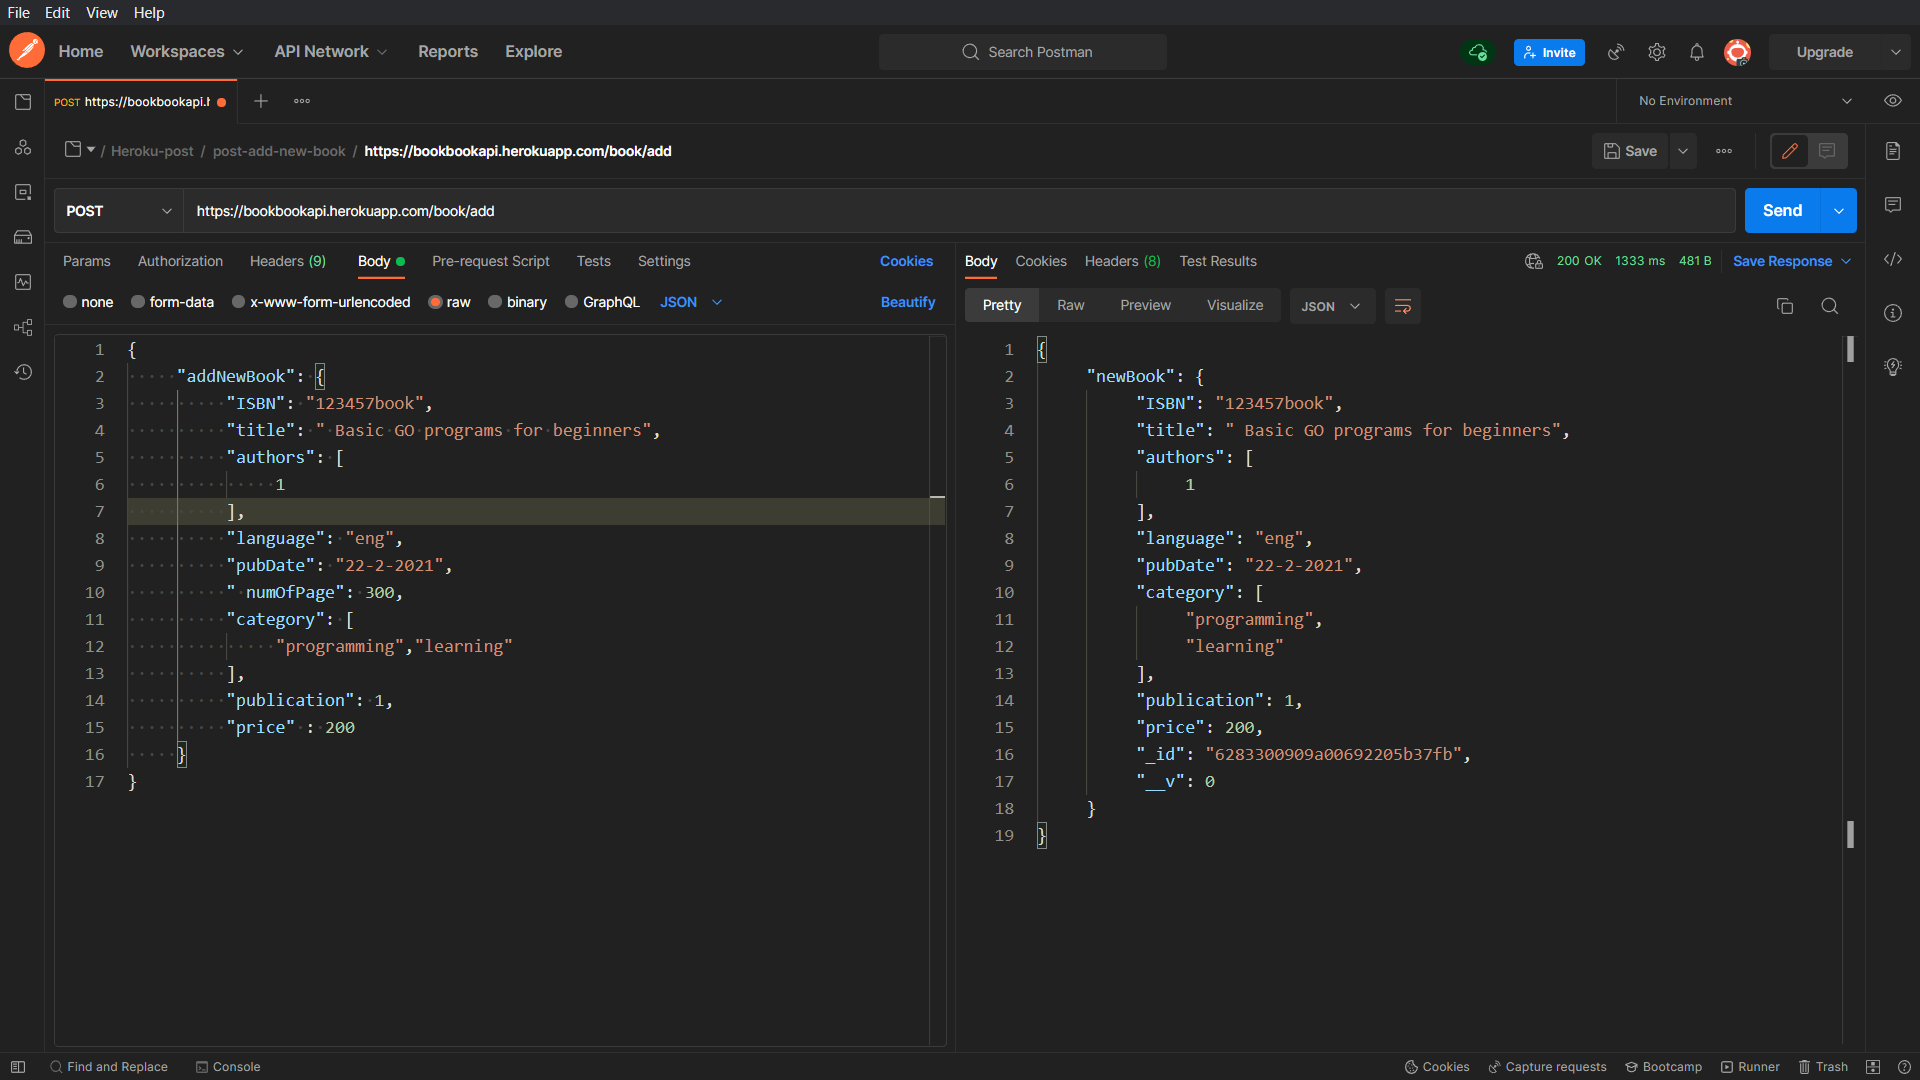 File Edit View Help
Home Workspaces API Network Reports Explore Search Postman Invite Upgrade
POST https://bookbookapi.h No Environment
/ Heroku-post / post-add-new-book / https://bookbookapi.herokuapp.com/book/add Save
POST https://bookbookapi.herokuapp.com/book/add Send
Params Authorization Headers (9) Body Pre-request Script Tests Settings Cookies
none form-data x-www-form-urlencoded raw binary GraphQL JSON Beautify
1 {
2 "addNewBook": {
3 "ISBN": "123457book",
4 "title": " Basic GO programs for beginners",
5 "authors": [
6 1
7 ],
8 "language": "eng",
9 "pubDate": "22-2-2021",
10 " numOfPage": 300,
11 "category": [
12 "programming","learning"
13 ],
14 "publication": 1,
15 "price" : 200
16 }
17 }
Body Cookies Headers (8) Test Results 200 OK 1333 ms 481 B Save Response
Pretty Raw Preview Visualize JSON
1 {
2 "newBook": {
3 "ISBN": "123457book",
4 "title": " Basic GO programs for beginners",
5 "authors": [
6 1
7 ],
8 "language": "eng",
9 "pubDate": "22-2-2021",
10 "category": [
11 "programming",
12 "learning"
13 ],
14 "publication": 1,
15 "price": 200,
16 "_id": "6283300909a00692205b37fb",
17 "__v": 0
18 }
19 }
Find and Replace Console Cookies Capture requests Bootcamp Runner Trash